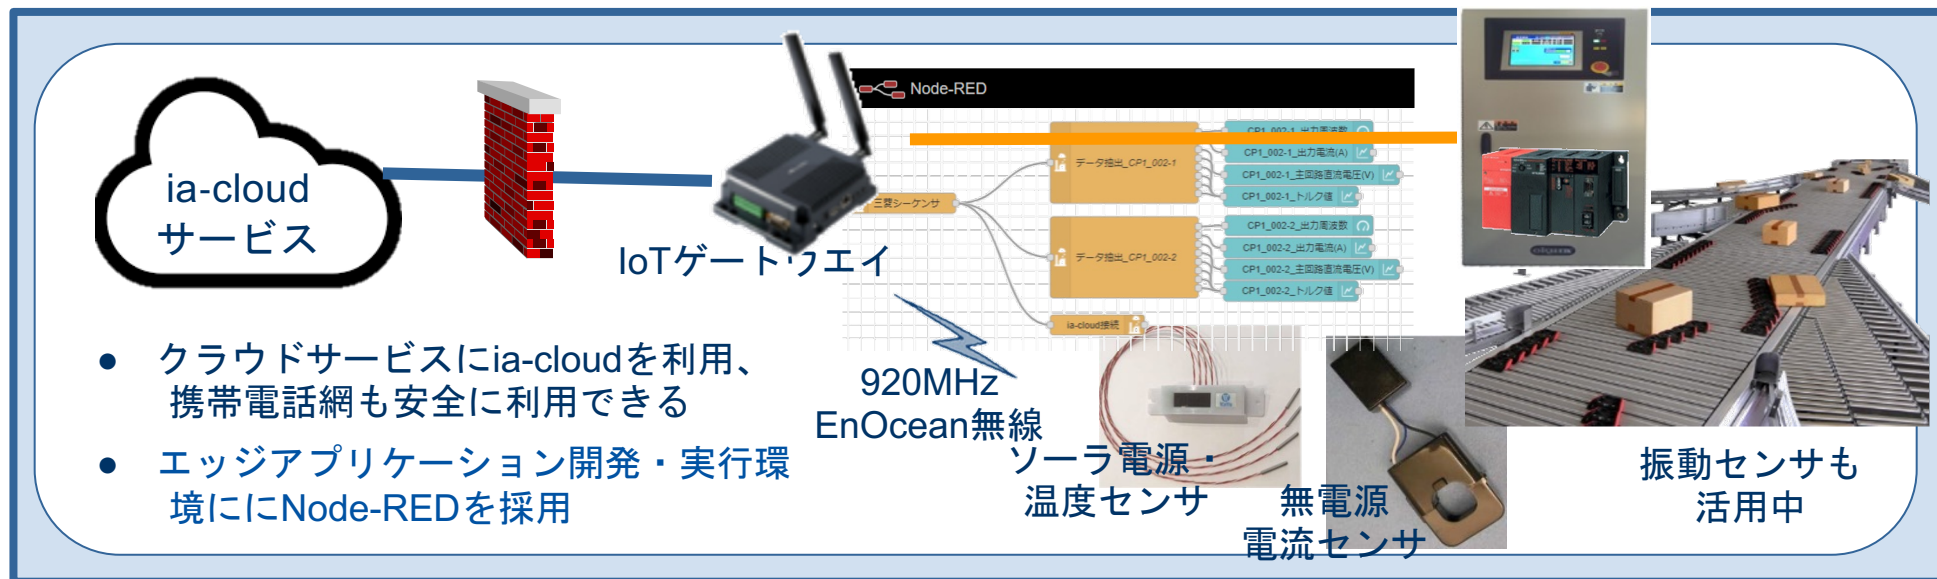 ia-cloud
サービス
IoTゲートウエイ
Node-RED
三菱シーケンサ
データ抽出_CP1_002-1
CP1_002-1_出力周波数
CP1_002-1_出力電流(A)
CP1_002-1_主回路直流電圧(V)
CP1_002-1_トルク値
データ抽出_CP1_002-2
CP1_002-2_出力周波数
CP1_002-2_出力電流(A)
CP1_002-2_主回路直流電圧(V)
CP1_002-2_トルク値
ia-cloud接続
● クラウドサービスにia-cloudを利用、
携帯電話網も安全に利用できる
● エッジアプリケーション開発・実行環
境ににNode-REDを採用
920MHz
EnOcean無線
ソーラ電源・
温度センサ
無電源
電流センサ
振動センサも
活用中